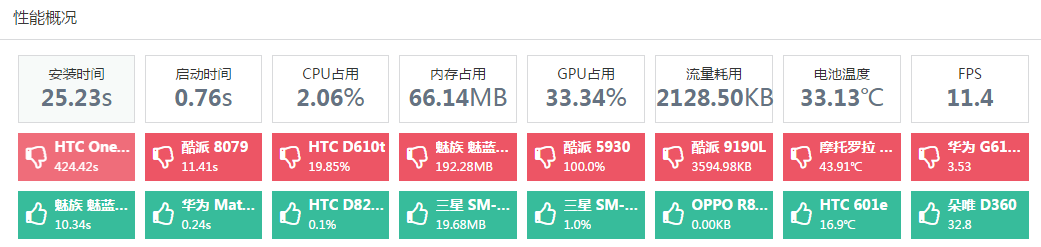 性能概况
安装时间 启动时间 CPU占用 内存占用 GPU占用 流量耗用 电池温度 FPS
25.23s 0.76s 2.06% 66.14MB 33.34% 2128.50KB 33.13℃ 11.4
HTC One... 酷派 8079 HTC D610t 魅族 魅蓝... 酷派 5930 酷派 9190L 摩托罗拉 ... 华为 G61...
424.42s 11.41s 19.85% 192.28MB 100.0% 3594.98KB 43.91℃ 3.53
魅族 魅蓝... 华为 Mat... HTC D82... 三星 SM-... 三星 SM-... OPPO R8... HTC 601e 朵唯 D360
10.34s 0.24s 0.1% 19.68MB 1.0% 0.00KB 16.9℃ 32.8